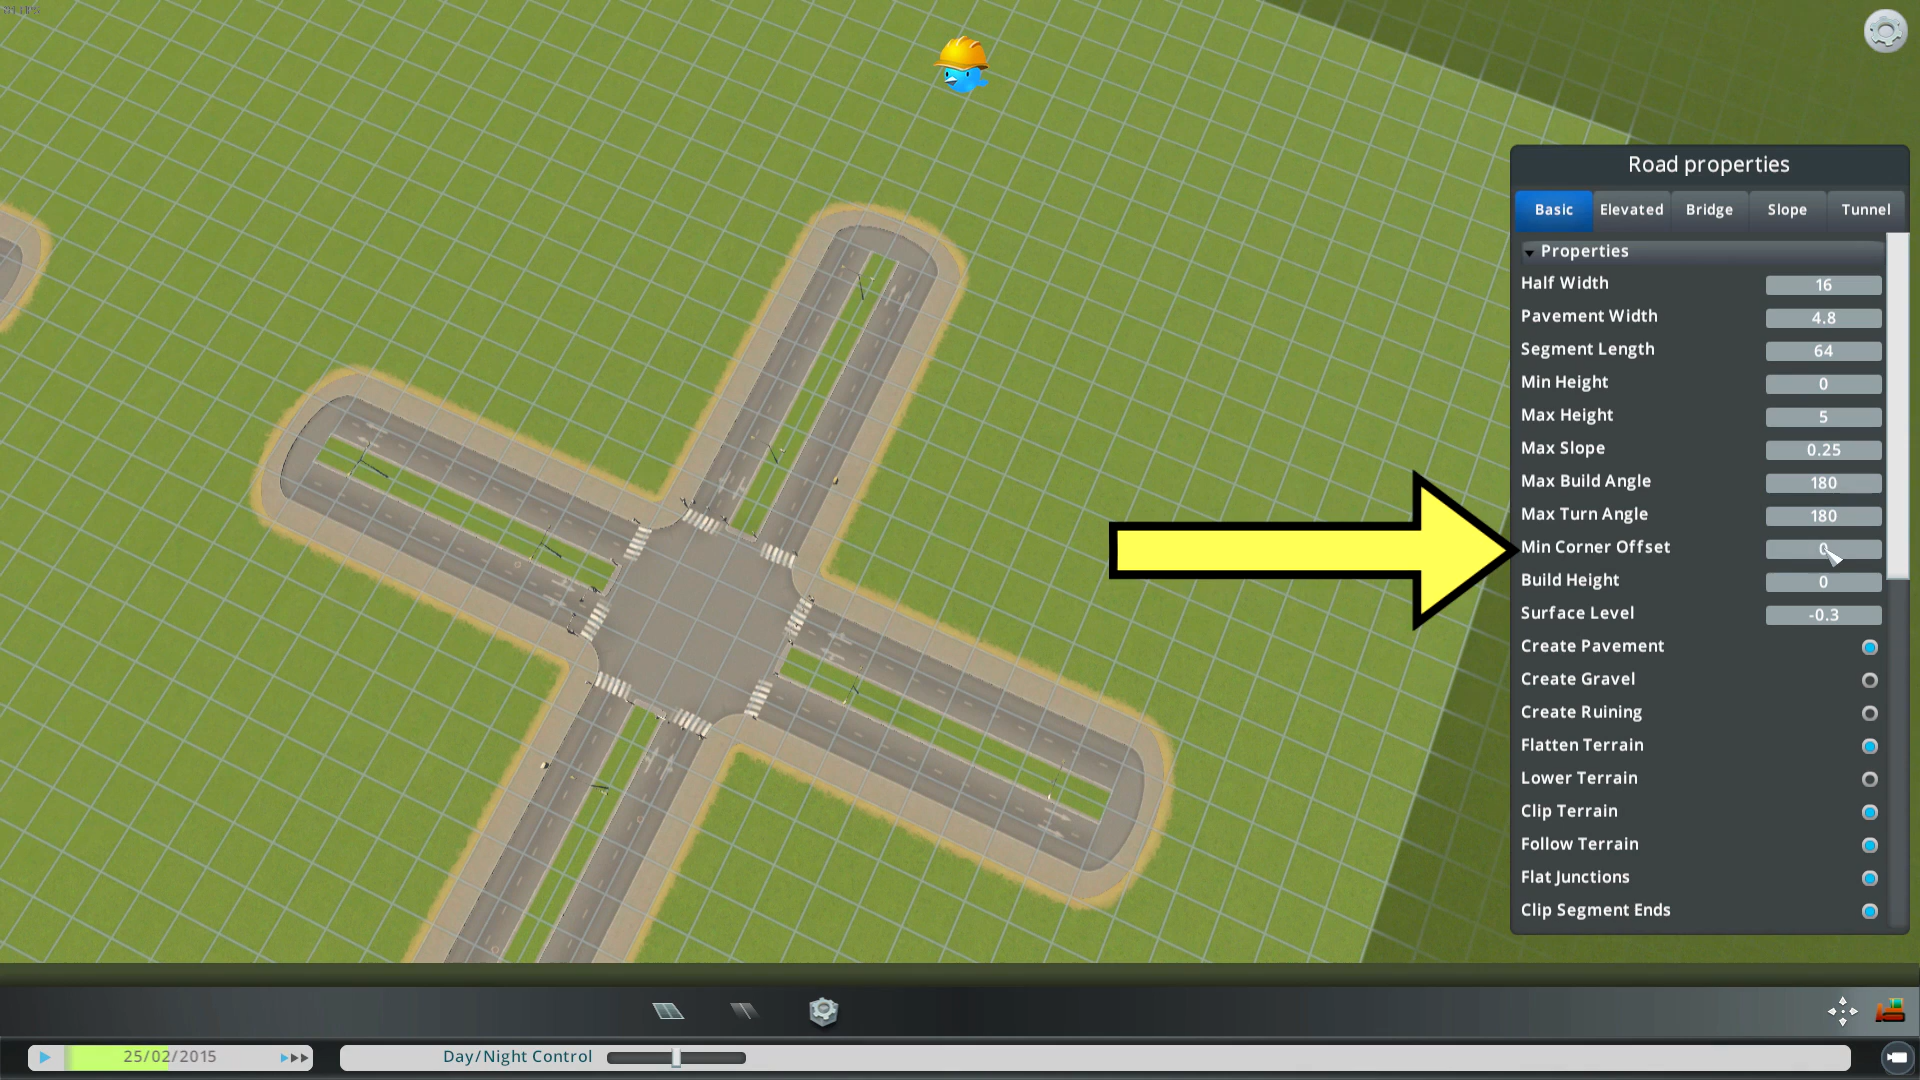 Road properties
Basic Elevated Bridge Slope Tunnel
Properties
Half Width 16
Pavement Width 4.8
Segment Length 64
Min Height 0
Max Height 5
Max Slope 0.25
Max Build Angle 180
Max Turn Angle 180
Min Corner Offset 0
Build Height 0
Surface Level -0.3
Create Pavement
Create Gravel
Create Ruining
Flatten Terrain
Lower Terrain
Clip Terrain
Follow Terrain
Flat Junctions
Clip Segment Ends
25/02/2015
Day/Night Control